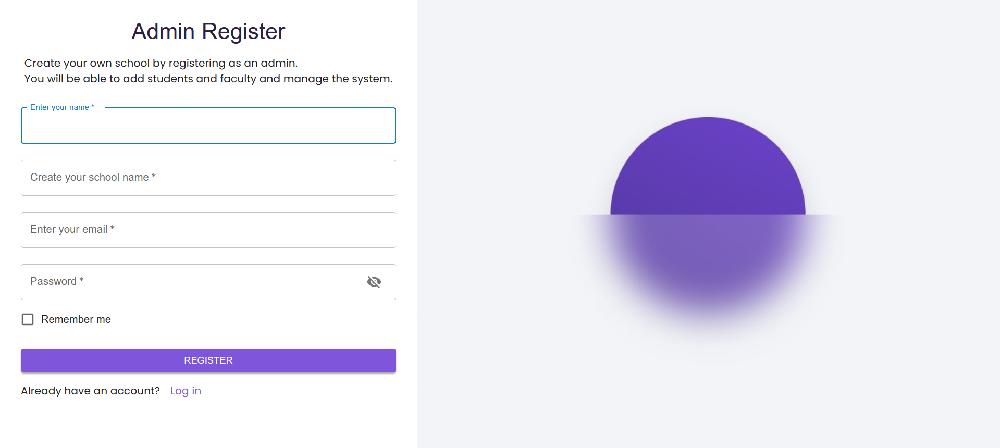 Admin Register
Create your own school by registering as an admin.
You will be able to add students and faculty and manage the system.
Enter your name *
Create your school name *
Enter your email *
Password *
Remember me
REGISTER
Already have an account? Log in